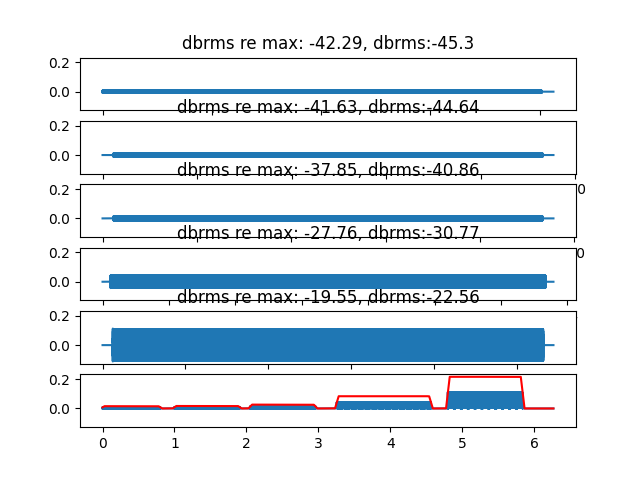 dbrms re max: -42.29, dbrms:-45.3
0.2
0.0
dbrms re max: -41.63, dbrms:-44.64
0.2
0.0
0
dbrms re max: -37.85, dbrms:-40.86
0.2
0.0
0
dbrms re max: -27.76, dbrms:-30.77
0.2
0.0
dbrms re max: -19.55, dbrms:-22.56
0.2
0.0
0.2
0.0
0 1 2 3 4 5 6